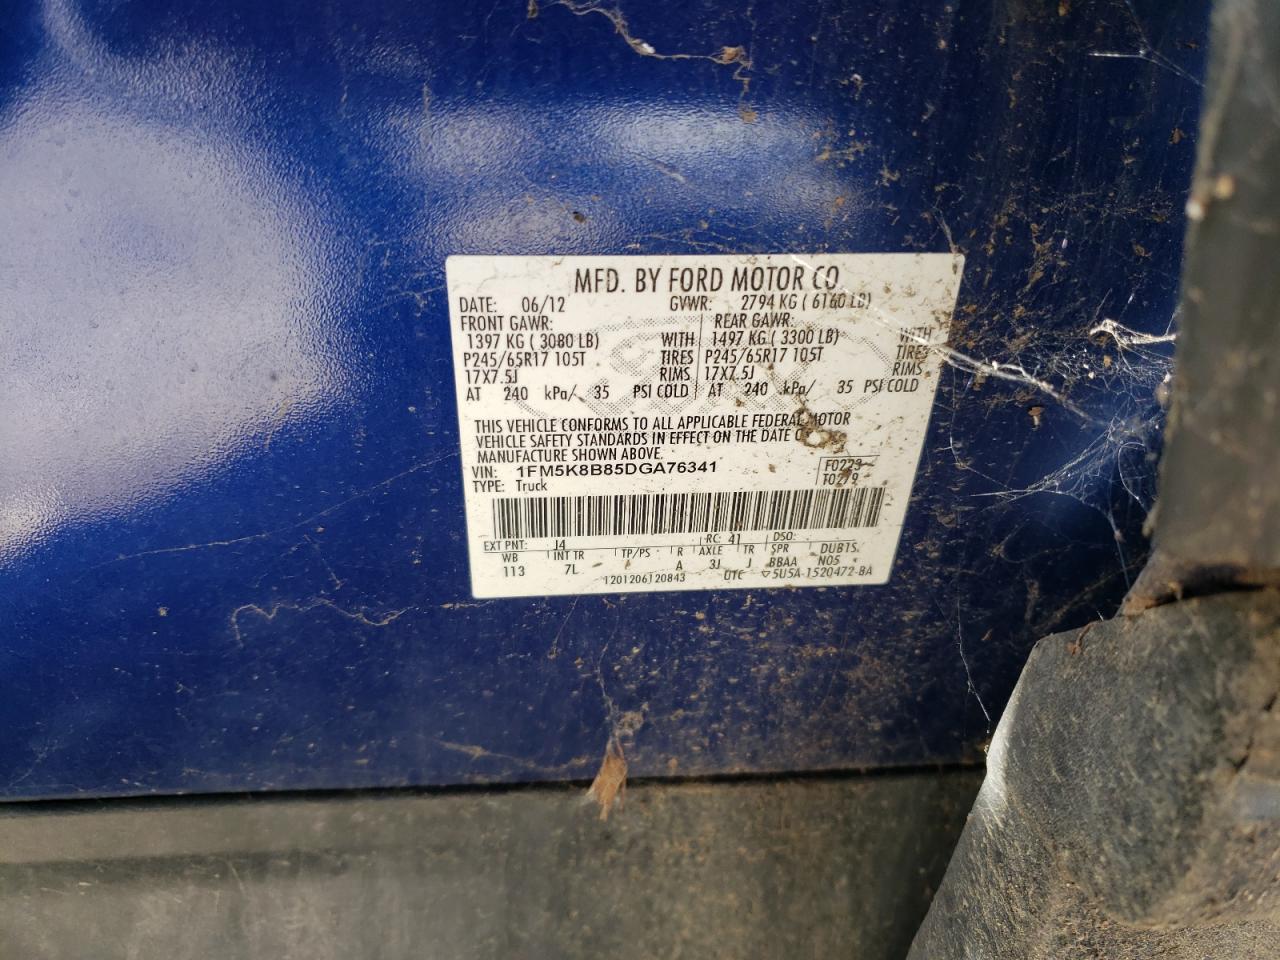 MFD. BY FORD MOTOR CO
DATE: 06/12 GVWR: 2794 KG ( 6160 LB)
FRONT GAWR: REAR GAWR:
1397 KG ( 3080 LB) WITH 1497 KG ( 3300 LB) WITH
P245/65R17 105T TIRES P245/65R17 105T TIRES
17X7.5J RIMS 17X7.5J RIMS
AT 240 kPa/ 35 PSI COLD AT 240 kPa/ 35 PSI COLD
THIS VEHICLE CONFORMS TO ALL APPLICABLE FEDERAL MOTOR
VEHICLE SAFETY STANDARDS IN EFFECT ON THE DATE
MANUFACTURE SHOWN ABOVE.
VIN: 1FM5K8B85DGA76341 F0223
TYPE: Truck T0279
EXT PNT: J4 RC: 41 DSO:
WB INT TR TP/PS R AXLE TR SPR DUB1S.
113 7L A 3J J BBAA N05
1201206120843 UTC ▽5U5A-1520472-BA